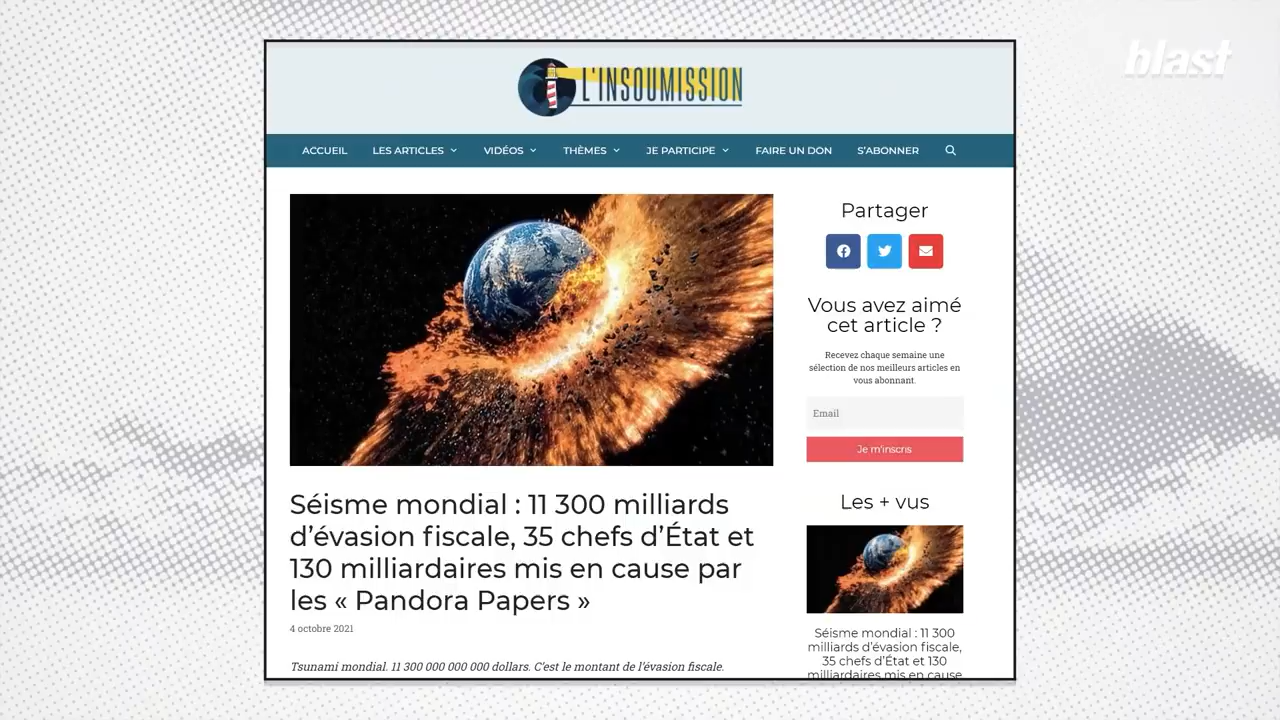 blast
L'INSOUMISSION
ACCUEIL LES ARTICLES VIDÉOS THÈMES JE PARTICIPE FAIRE UN DON S'ABONNER
Partager
Vous avez aimé
cet article ?
Recevez chaque semaine une
sélection de nos meilleurs articles en
vous abonnant.
Email
Je m'inscris
Séisme mondial : 11 300 milliards
d’évasion fiscale, 35 chefs d’État et
130 milliardaires mis en cause par
les « Pandora Papers »
4 octobre 2021
Tsunami mondial. 11 300 000 000 000 dollars. C’est le montant de l’évasion fiscale.
Les + vus
Séisme mondial : 11 300
milliards d’évasion fiscale,
35 chefs d’État et 130
milliardaires mis en cause